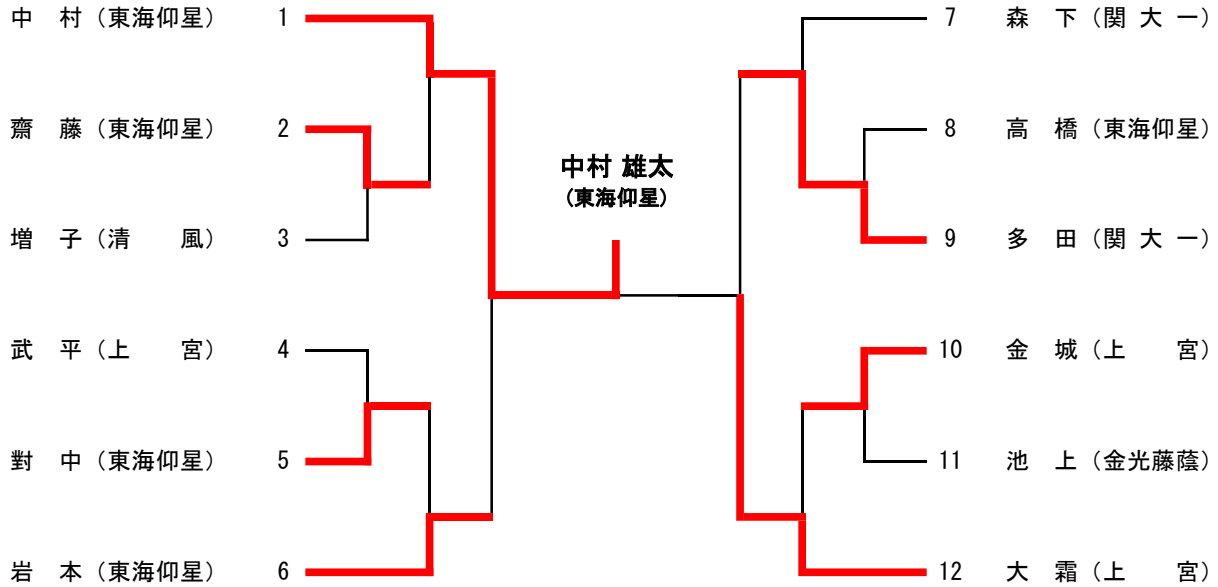 中 村 (東海仰星) 1
齋 藤 (東海仰星) 2
増 子 (清 風) 3
武 平 (上 宮) 4
對 中 (東海仰星) 5
岩 本 (東海仰星) 6
中村 雄太
(東海仰星)
7 森 下 (関 大 一)
8 高 橋 (東海仰星)
9 多 田 (関 大 一)
10 金 城 (上 宮)
11 池 上 (金光藤蔭)
12 大 霜 (上 宮)